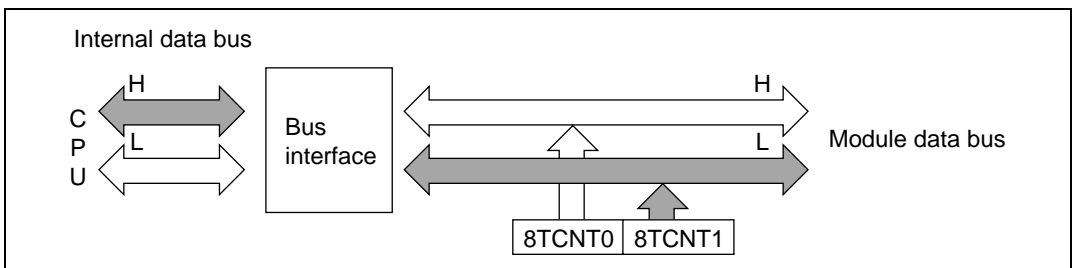 Internal data bus
H
H
C
P
U
L
Bus
interface
L
Module data bus
8TCNT0
8TCNT1